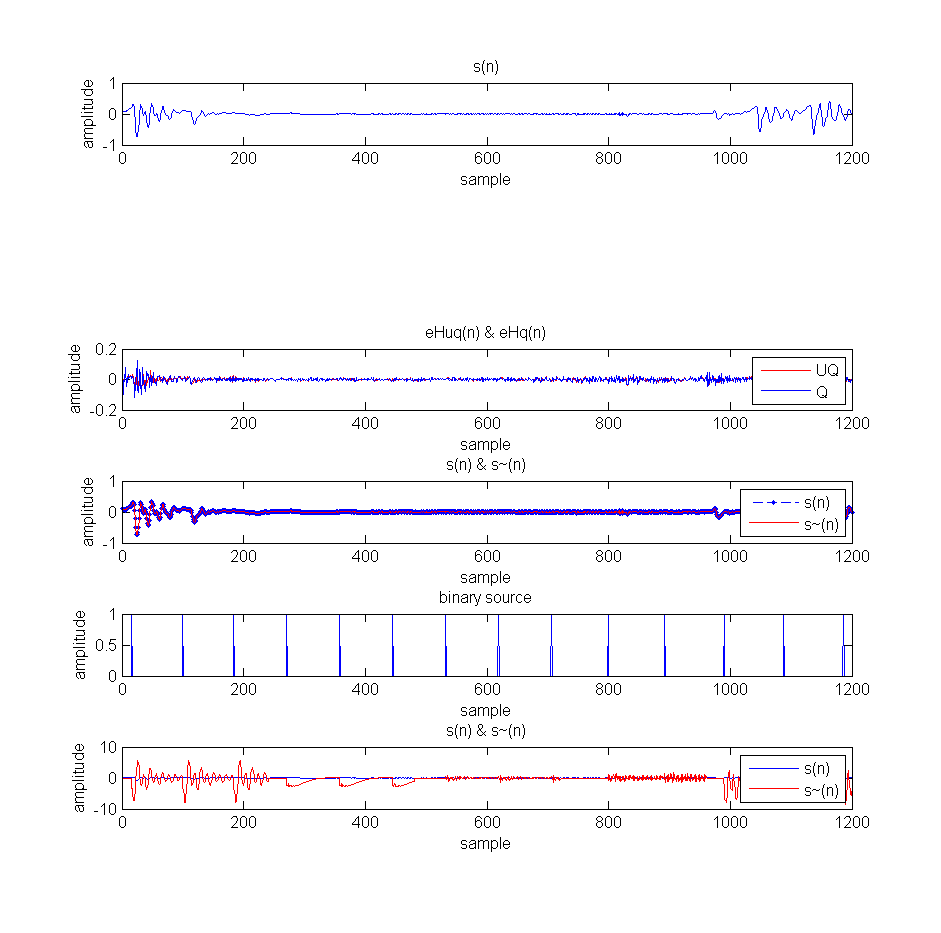 s(n)
amplitude
1
0
-1
0 200 400 600 800 1000 1200
sample
eHuq(n) & eHq(n)
amplitude
0.2
0
-0.2
UQ
Q
0 200 400 600 800 1000 1200
sample
s(n) & s~(n)
amplitude
1
0
-1
s(n)
s~(n)
0 200 400 600 800 1000 1200
sample
binary source
amplitude
1
0.5
0
0 200 400 600 800 1000 1200
sample
s(n) & s~(n)
amplitude
10
0
-10
s(n)
s~(n)
0 200 400 600 800 1000 1200
sample